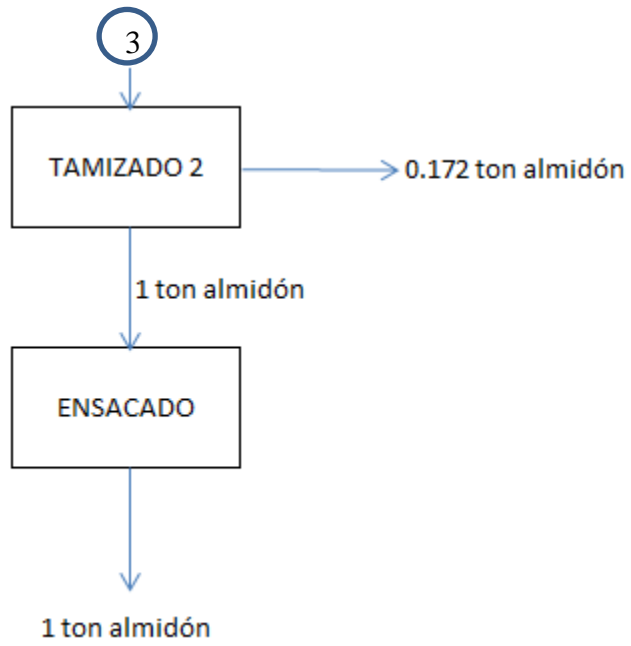 3
TAMIZADO 2
0.172 ton almidón
1 ton almidón
ENSACADO
1 ton almidón